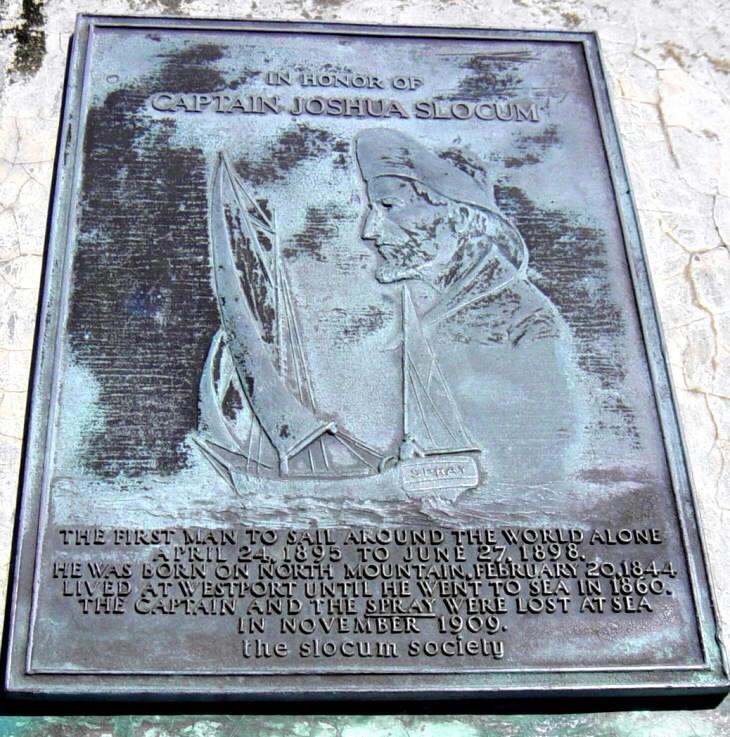 IN HONOR OF
CAPTAIN JOSHUA SLOCUM
SPRAY
THE FIRST MAN TO SAIL AROUND THE WORLD ALONE
APRIL 24, 1895 TO JUNE 27, 1898.
HE WAS BORN ON NORTH MOUNTAIN, FEBRUARY 20, 1844
LIVED AT WESTPORT UNTIL HE WENT TO SEA IN 1860.
THE CAPTAIN AND THE SPRAY WERE LOST AT SEA
IN NOVEMBER 1909.
the slocum society